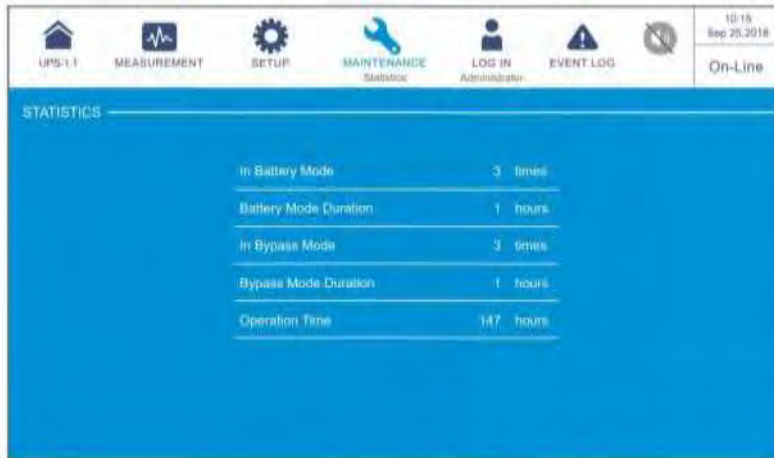 10:15
Sep 25,2018
UPS-1.1
MEASUREMENT
SETUP
MAINTENANCE
LOG IN
EVENT LOG
On-Line
Statistics
Administrator
STATISTICS
In Battery Mode 3 times
Battery Mode Duration 1 hours
In Bypass Mode 3 times
Bypass Mode Duration 1 hours
Operation Time 147 hours